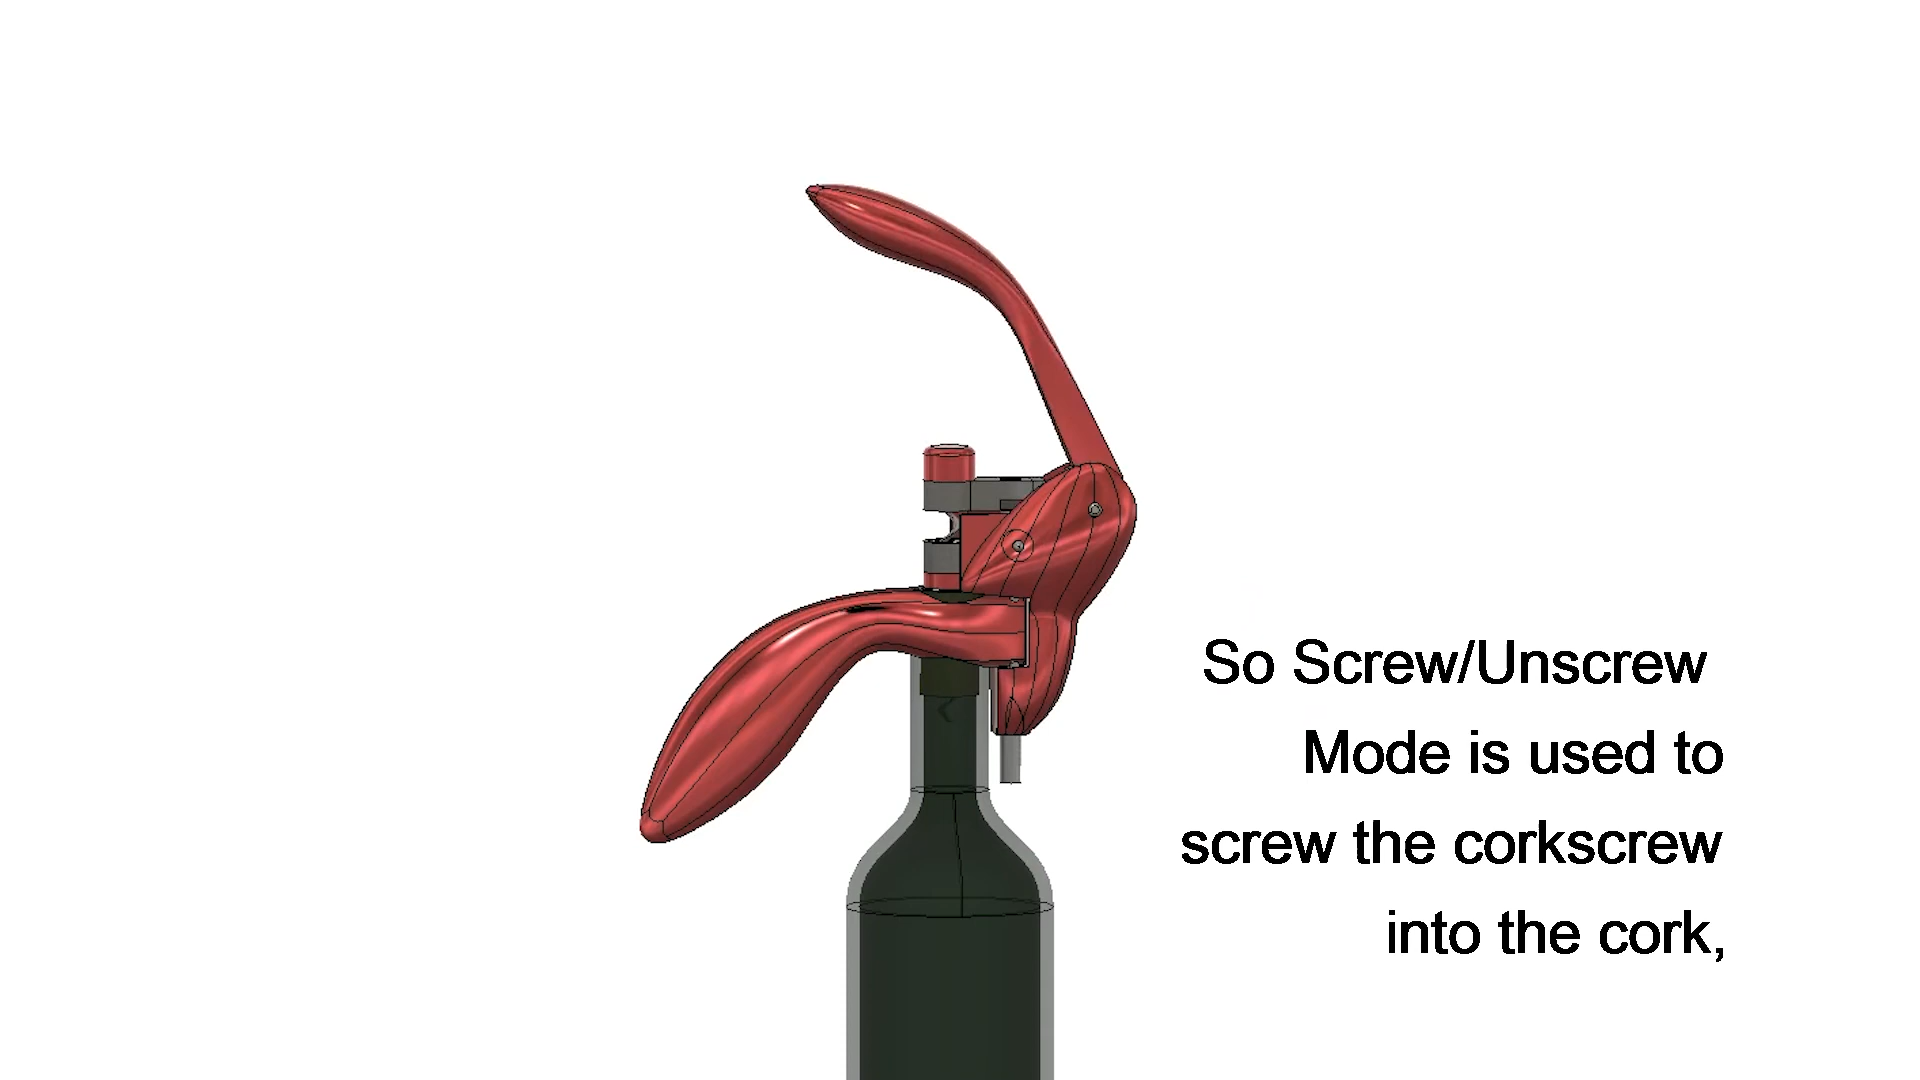 So Screw/Unscrew
Mode is used to
screw the corkscrew
into the cork,